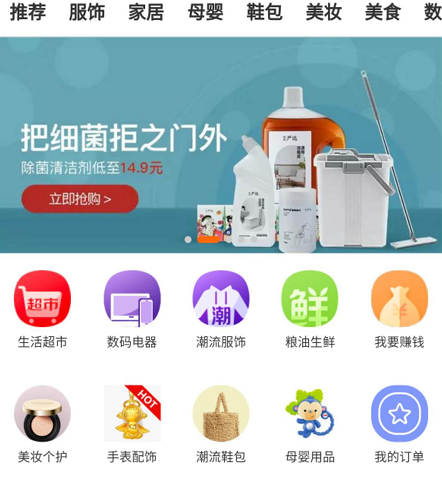 推荐 服饰 家居 母婴 鞋包 美妆 美食 数
把细菌拒之门外
除菌清洁剂低至14.9元
立即抢购 >
超市 潮 鲜
生活超市 数码电器 潮流服饰 粮油生鲜 我要赚钱
HOT
美妆个护 手表配饰 潮流鞋包 母婴用品 我的订单